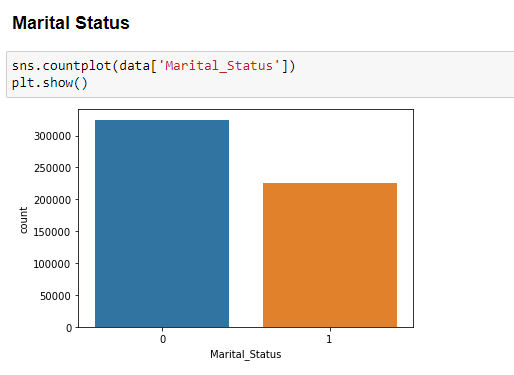 Marital Status
sns.countplot(data['Marital_Status'])
plt.show()
300000
250000
200000
150000
100000
50000
0
count
0 1
Marital_Status